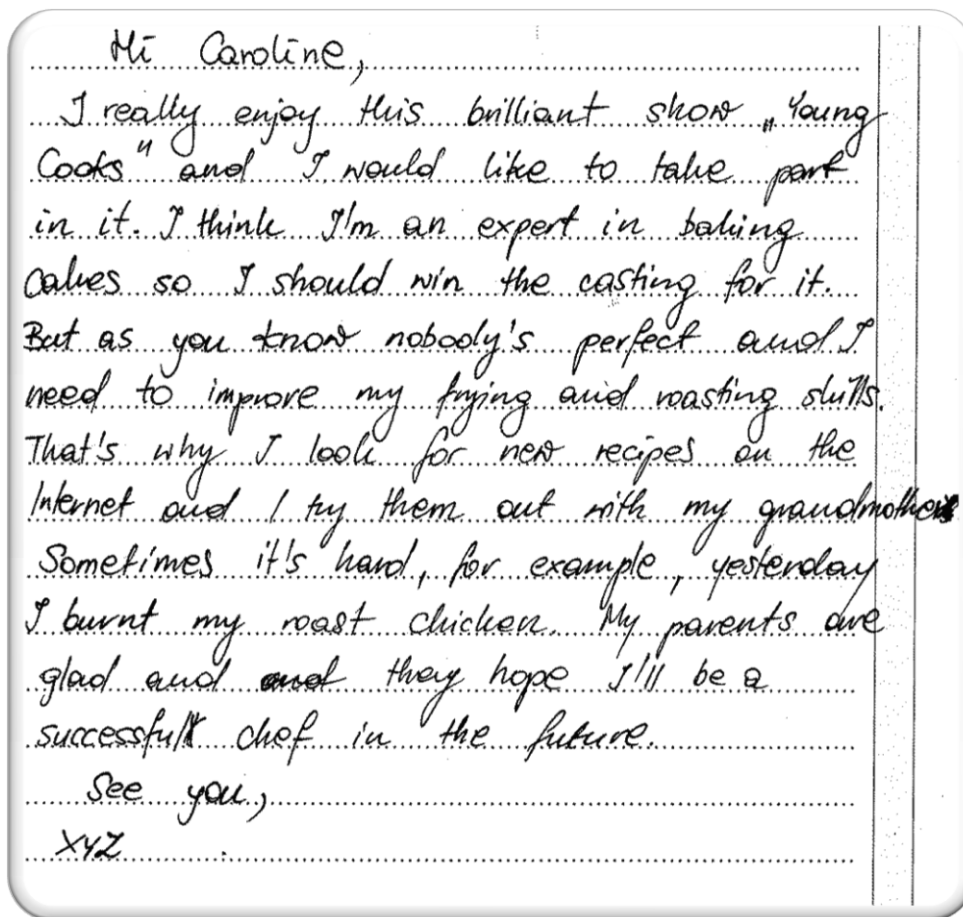 Hi Caroline,
I really enjoy this brilliant show „Young
Cooks" and I would like to take part
in it. I think I'm an expert in baking
cakes so I should win the casting for it.
But as you know nobody's perfect and I
need to improve my frying and roasting skills.
That's why I look for new recipes on the
Internet and I try them out with my grandmother.
Sometimes it's hard, for example, yesterday
I burnt my roast chicken. My parents are
glad and they hope I'll be a
successful chef in the future.
See you,
XYZ